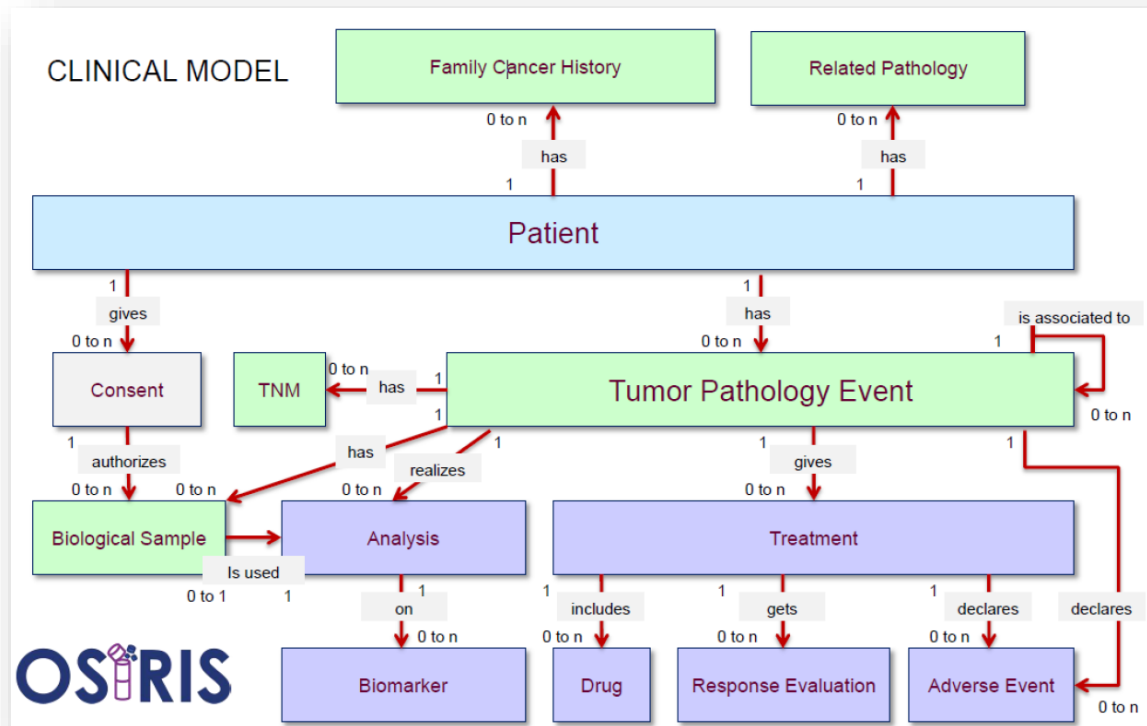 CLINICAL MODEL
Family Cancer History
Related Pathology
0 to n
0 to n
has
has
1
1
Patient
1
1
gives
has
is associated to
0 to n
0 to n
1
Consent
TNM
0 to n
has
1
Tumor Pathology Event
1
0 to n
1
has
1
1
1
authorizes
realizes
gives
0 to n
0 to n
0 to n
0 to n
Biological Sample
Analysis
Treatment
Is used
0 to 1
1
1
1
1
1
on
includes
gets
declares
declares
0 to n
0 to n
0 to n
0 to n
OSIRIS
Biomarker
Drug
Response Evaluation
Adverse Event
0 to n